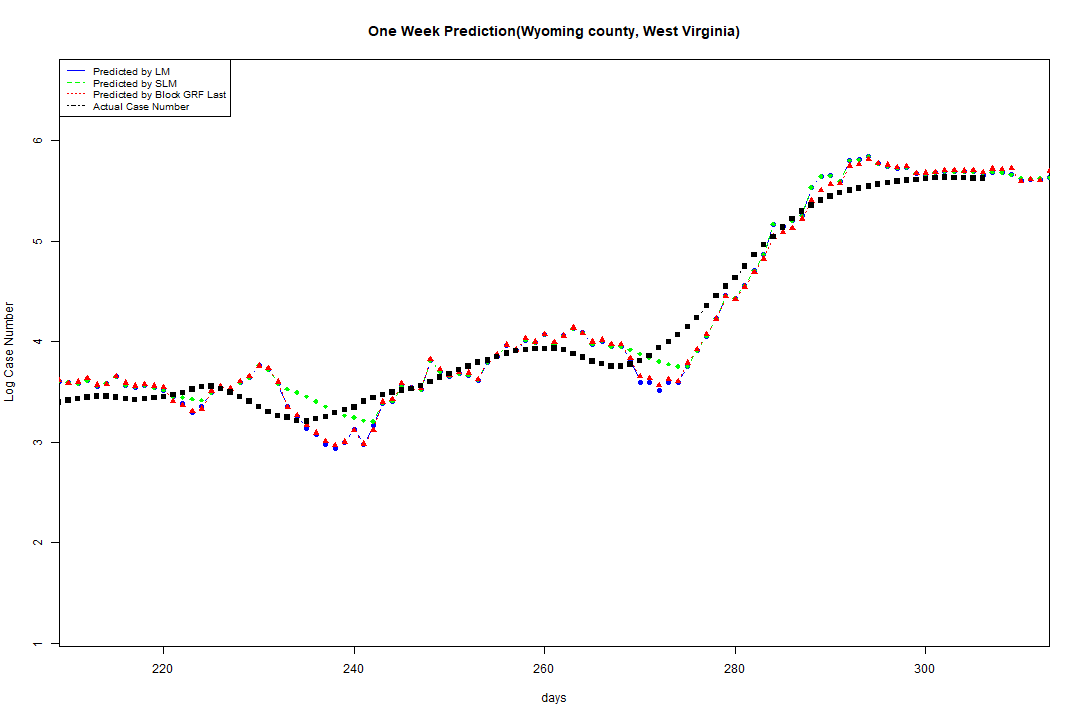 One Week Prediction(Wyoming county, West Virginia)
Predicted by LM
Predicted by SLM
Predicted by Block GRF Last
Actual Case Number
6
5
4
3
2
1
Log Case Number
220 240 260 280 300
days